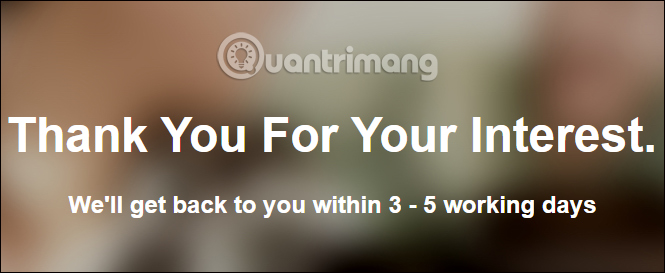 Quantrimang
Thank You For Your Interest.
We'll get back to you within 3 - 5 working days